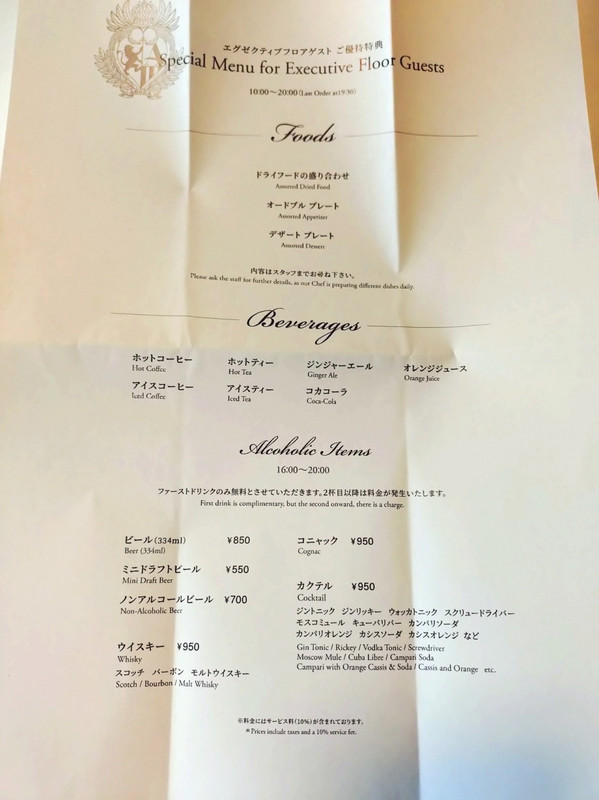 エグゼクティブフロアゲスト ご優待特典
Special Menu for Executive Floor Guests
10:00〜20:00(Last Order at19:30)
Foods
ドライフードの盛り合わせ
Assorted Dried Food
オードブル プレート
Assorted Appetizer
デザート プレート
Assorted Dessert
内容はスタッフまでお尋ね下さい。
Please ask the staff for further details, as our Chef is preparing different dishes daily.
Beverages
ホットコーヒー ホットティー ジンジャーエール オレンジジュース
Hot Coffee Hot Tea Ginger Ale Orange Juice
アイスコーヒー アイスティー コカコーラ
Iced Coffee Iced Tea Coca-Cola
Alcoholic Items
16:00〜20:00
ファーストドリンクのみ無料とさせていただきます。2杯目以降は料金が発生いたします。
First drink is complimentary, but the second onward, there is a charge.
ビール(334ml) ¥850
Beer (334ml)
ミニドラフトビール ¥550
Mini Draft Beer
ノンアルコールビール ¥700
Non-Alcoholic Beer
ウイスキー ¥950
Whisky
スコッチ バーボン モルトウイスキー
Scotch / Bourbon / Malt Whisky
コニャック ¥950
Cognac
カクテル ¥950
Cocktail
ジントニック ジンリッキー ウォッカトニック スクリュードライバー
モスコミュール キューバリバー カンパリソーダ
カンパリオレンジ カシスソーダ カシスオレンジ など
Gin Tonic / Rickey / Vodka Tonic / Screwdriver
Moscow Mule / Cuba Libre / Campari Soda
Campari with Orange Cassis & Soda / Cassis and Orange etc.
※料金にはサービス料(10%)が含まれております。
＊Prices include taxes and a 10% service fee.